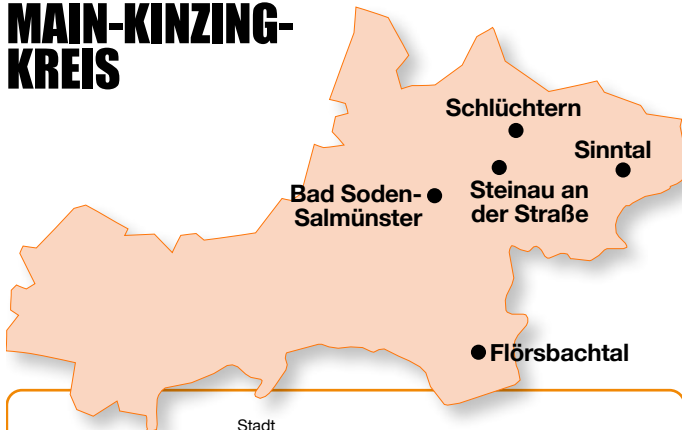 MAIN-KINZING-
KREIS
Schlüchtern
Sinntal
Bad Soden-
Salmünster
Steinau an
der Straße
Flörsbachtal
Stadt